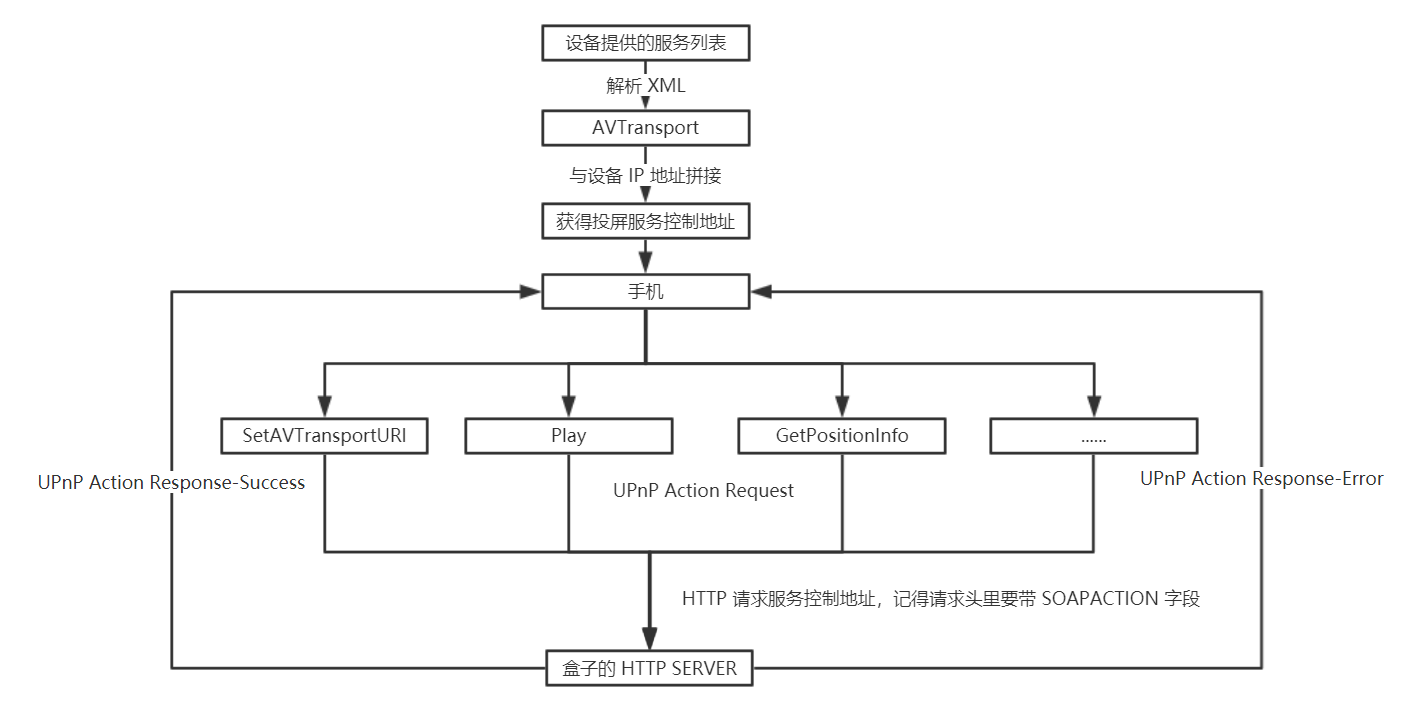 设备提供的服务列表
解析 XML
AVTransport
与设备 IP 地址拼接
获得投屏服务控制地址
手机
SetAVTransportURI
Play
GetPositionInfo
......
UPnP Action Response-Success
UPnP Action Request
UPnP Action Response-Error
HTTP 请求服务控制地址，记得请求头里要带 SOAPACTION 字段
盒子的 HTTP SERVER